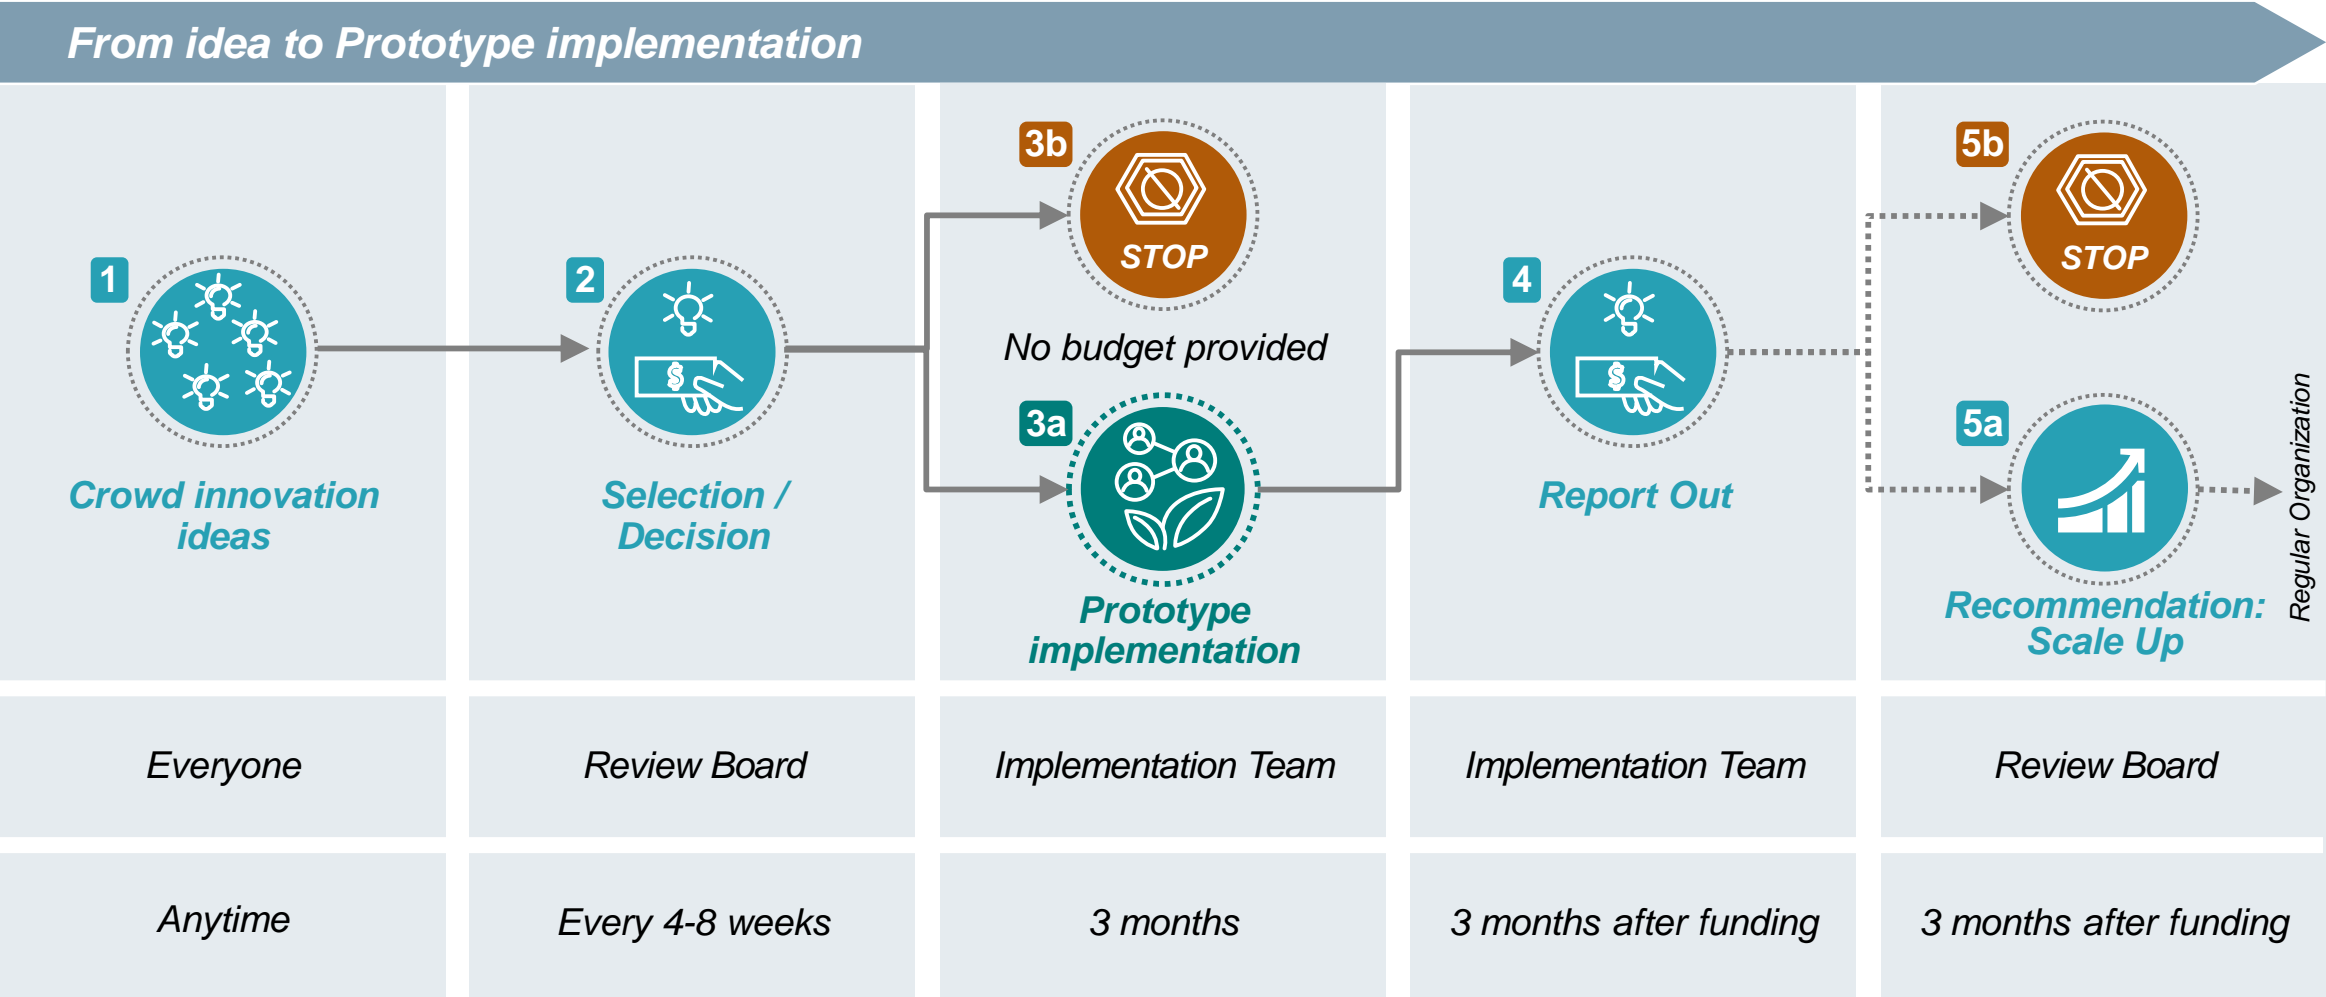 From idea to Prototype implementation
1
Crowd innovation
ideas
2
$
Selection /
Decision
3b
STOP
No budget provided
3a
Prototype
implementation
4
$
Report Out
5b
STOP
5a
Recommendation:
Scale Up
Regular Organization
Everyone
Review Board
Implementation Team
Implementation Team
Review Board
Anytime
Every 4-8 weeks
3 months
3 months after funding
3 months after funding